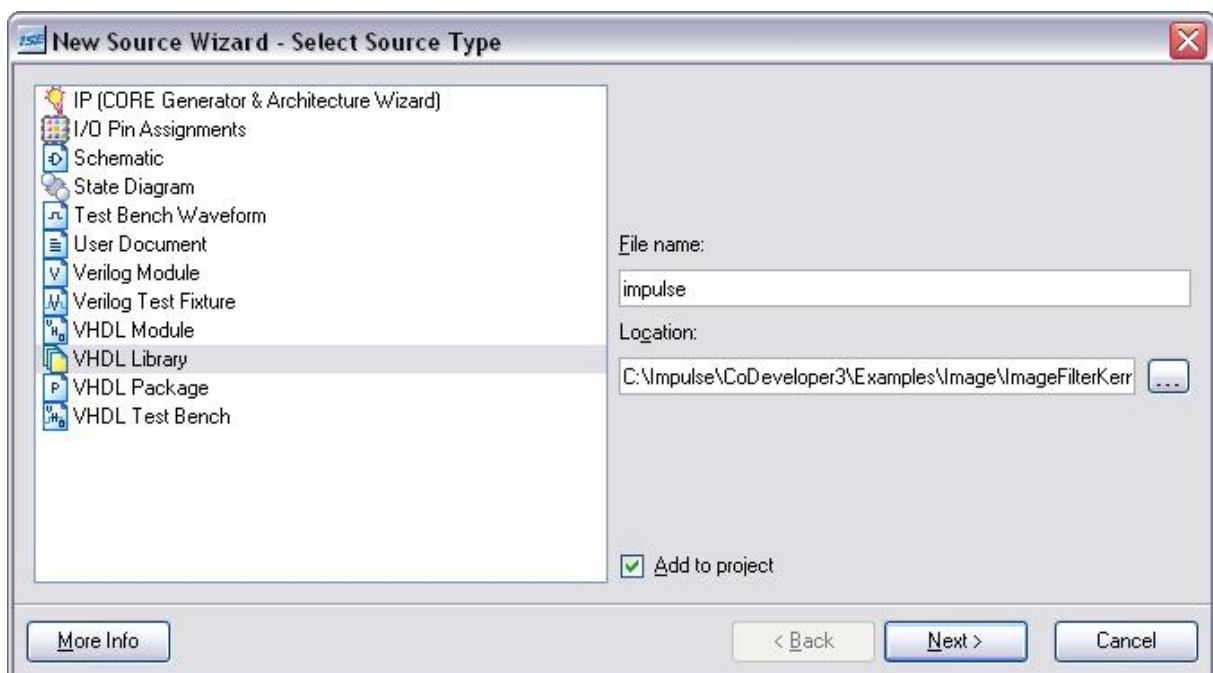 ISE New Source Wizard - Select Source Type
IP (CORE Generator & Architecture Wizard)
I/O Pin Assignments
Schematic
State Diagram
Test Bench Waveform
User Document
Verilog Module
Verilog Test Fixture
VHDL Module
VHDL Library
VHDL Package
VHDL Test Bench
File name:
impulse
Location:
C:\Impulse\CoDeveloper3\Examples\Image\ImageFilterKerr
...
Add to project
More Info
< Back
Next >
Cancel